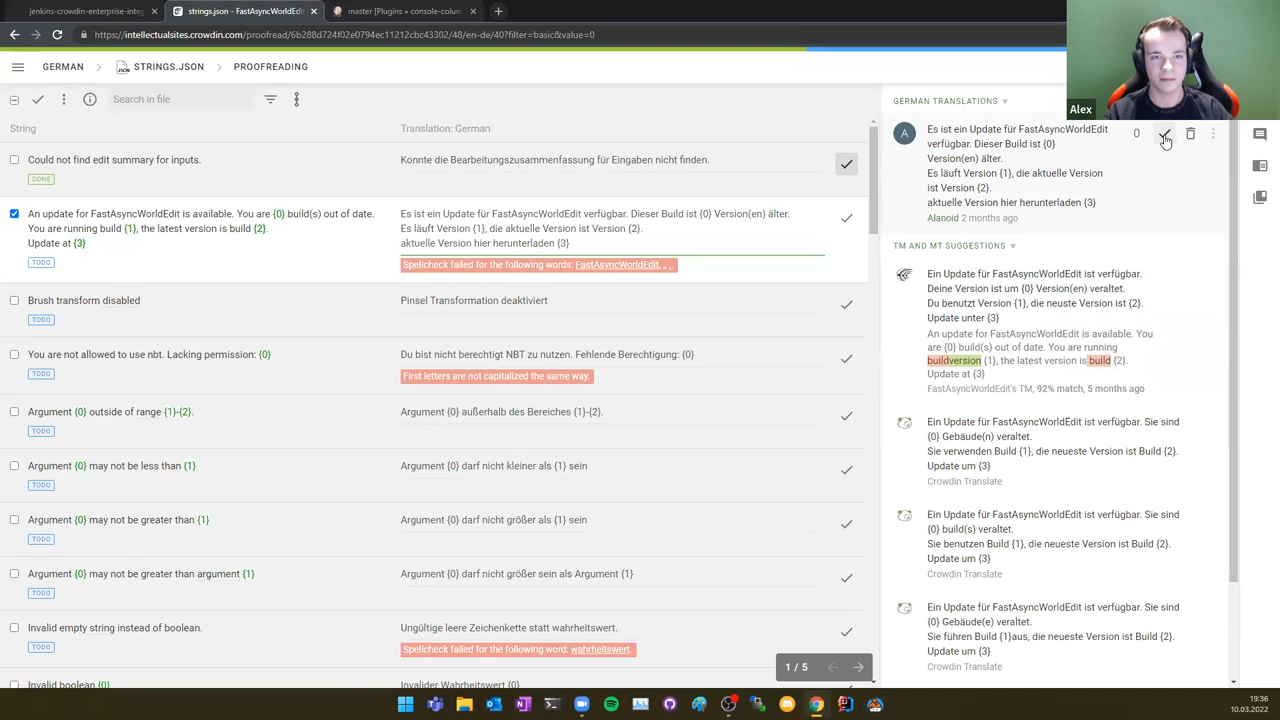 jenkins-crowdin-enterprise-integ
strings.json - FastAsyncWorldEdit
master [Plugins » console-colum
https://intellectualsites.crowdin.com/proofread/6b288d724f02e0794ec11212cbc43302/48/en-de/40?filter=basic&value=0
GERMAN
STRINGS.JSON
PROOFREADING
Search in file
String
Translation: German
Could not find edit summary for inputs.
Konnte die Bearbeitungszusammenfassung für Eingaben nicht finden.
DONE
An update for FastAsyncWorldEdit is available. You are {0} build(s) out of date.
You are running build {1}, the latest version is build {2}.
Update at {3}
Es ist ein Update für FastAsyncWorldEdit verfügbar. Dieser Build ist {0} Version(en) älter.
Es läuft Version {1}, die aktuelle Version ist Version {2}.
aktuelle Version hier herunterladen {3}
TODO
Spellcheck failed for the following words: FastAsyncWorldEdit, „ , .
Brush transform disabled
Pinsel Transformation deaktiviert
TODO
You are not allowed to use nbt. Lacking permission: {0}
Du bist nicht berechtigt NBT zu nutzen. Fehlende Berechtigung: {0}
TODO
First letters are not capitalized the same way.
Argument {0} outside of range {1}-{2}.
Argument {0} außerhalb des Bereiches {1}-{2}.
TODO
Argument {0} may not be less than {1}
Argument {0} darf nicht kleiner als {1} sein
TODO
Argument {0} may not be greater than {1}
Argument {0} darf nicht größer als {1} sein
TODO
Argument {0} may not be greater than argument {1}
Argument {0} darf nicht größer sein als Argument {1}
TODO
Invalid empty string instead of boolean.
Ungültige leere Zeichenkette statt wahrheitswert.
TODO
Spellcheck failed for the following word: wahrheitswert.
Invalid boolean {0}
Invalider Wahrheitswert {0}
1 / 5
Alex
GERMAN TRANSLATIONS
A
Es ist ein Update für FastAsyncWorldEdit
verfügbar. Dieser Build ist {0}
Version(en) älter.
Es läuft Version {1}, die aktuelle Version
ist Version {2}.
aktuelle Version hier herunterladen {3}
Alanoid 2 months ago
0
TM AND MT SUGGESTIONS
Ein Update für FastAsyncWorldEdit ist verfügbar.
Deine Version ist um {0} Version(en) veraltet.
Du benutzt Version {1}, die neuste Version ist {2}.
Update unter {3}
An update for FastAsyncWorldEdit is available. You
are {0} build(s) out of date. You are running
buildversion {1}, the latest version is build {2}.
Update at {3}
FastAsyncWorldEdit's TM, 92% match, 5 months ago
Ein Update für FastAsyncWorldEdit ist verfügbar. Sie sind
{0} Gebäude(n) veraltet.
Sie verwenden Build {1}, die neueste Version ist Build {2}.
Update um {3}
Crowdin Translate
Ein Update für FastAsyncWorldEdit ist verfügbar. Sie sind
{0} build(s) veraltet.
Sie benutzen Build {1}, die neueste Version ist Build {2}.
Update um {3}
Crowdin Translate
Ein Update für FastAsyncWorldEdit ist verfügbar. Sie sind
{0} Gebäude(e) veraltet.
Sie führen Build {1}aus, die neueste Version ist Build {2}.
Update um {3}
Crowdin Translate
19:36
10.03.2022